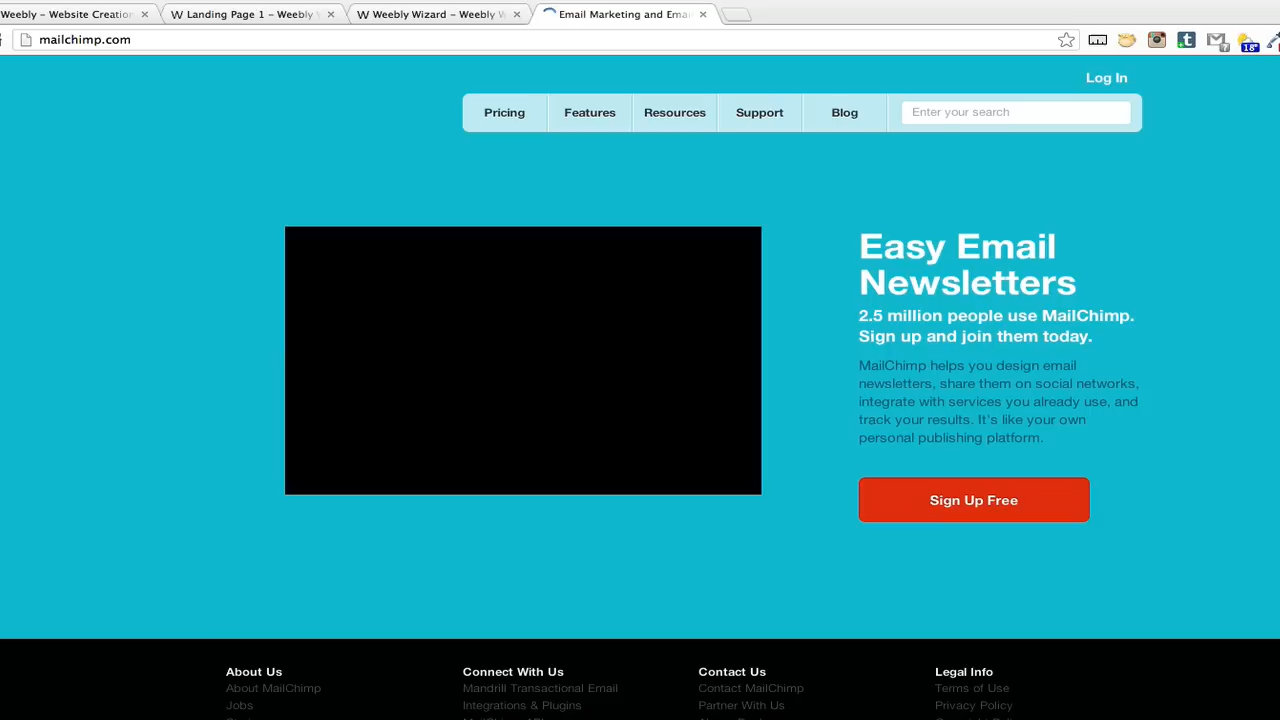 Weebly – Website Creation
Landing Page 1 – Weebly
Weebly Wizard – Weebly W
Email Marketing and Ema
mailchimp.com
18°
Log In
Pricing
Features
Resources
Support
Blog
Enter your search
Easy Email
Newsletters
2.5 million people use MailChimp.
Sign up and join them today.
MailChimp helps you design email
newsletters, share them on social networks,
integrate with services you already use, and
track your results. It's like your own
personal publishing platform.
Sign Up Free
About Us
About MailChimp
Jobs
Connect With Us
Mandrill Transactional Email
Integrations & Plugins
Contact Us
Contact MailChimp
Partner With Us
Legal Info
Terms of Use
Privacy Policy